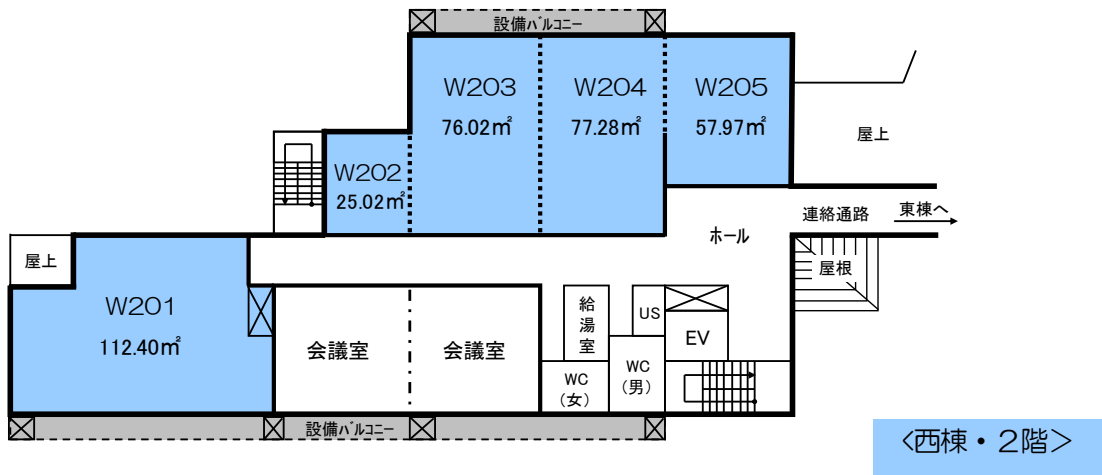 設備ﾊﾞﾙｺﾆｰ
W203
76.02㎡
W204
77.28㎡
W205
57.97㎡
屋上
W202
25.02㎡
連絡通路
東棟へ
ホール
屋上
屋根
W201
112.40㎡
会議室
会議室
給湯室
US
EV
WC
(女)
WC
(男)
設備ﾊﾞﾙｺﾆｰ
<西棟・2階>